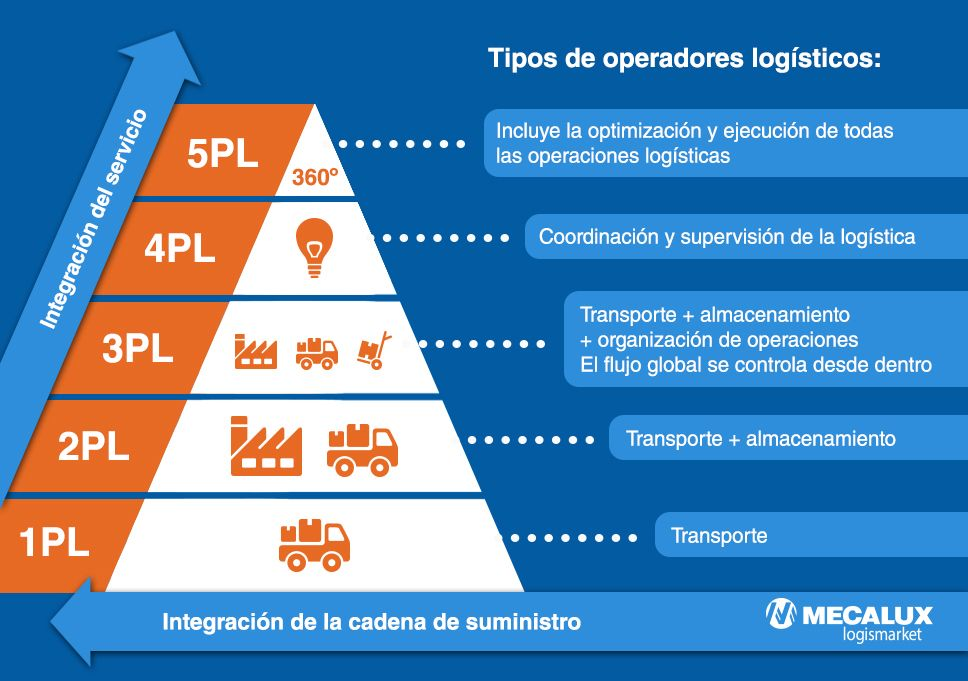 Tipos de operadores logísticos:
Integración del servicio
5PL
360º
Incluye la optimización y ejecución de todas
las operaciones logísticas
4PL
Coordinación y supervisión de la logística
3PL
Transporte + almacenamiento
+ organización de operaciones
El flujo global se controla desde dentro
2PL
Transporte + almacenamiento
1PL
Transporte
Integración de la cadena de suministro
MECALUX
logismarket